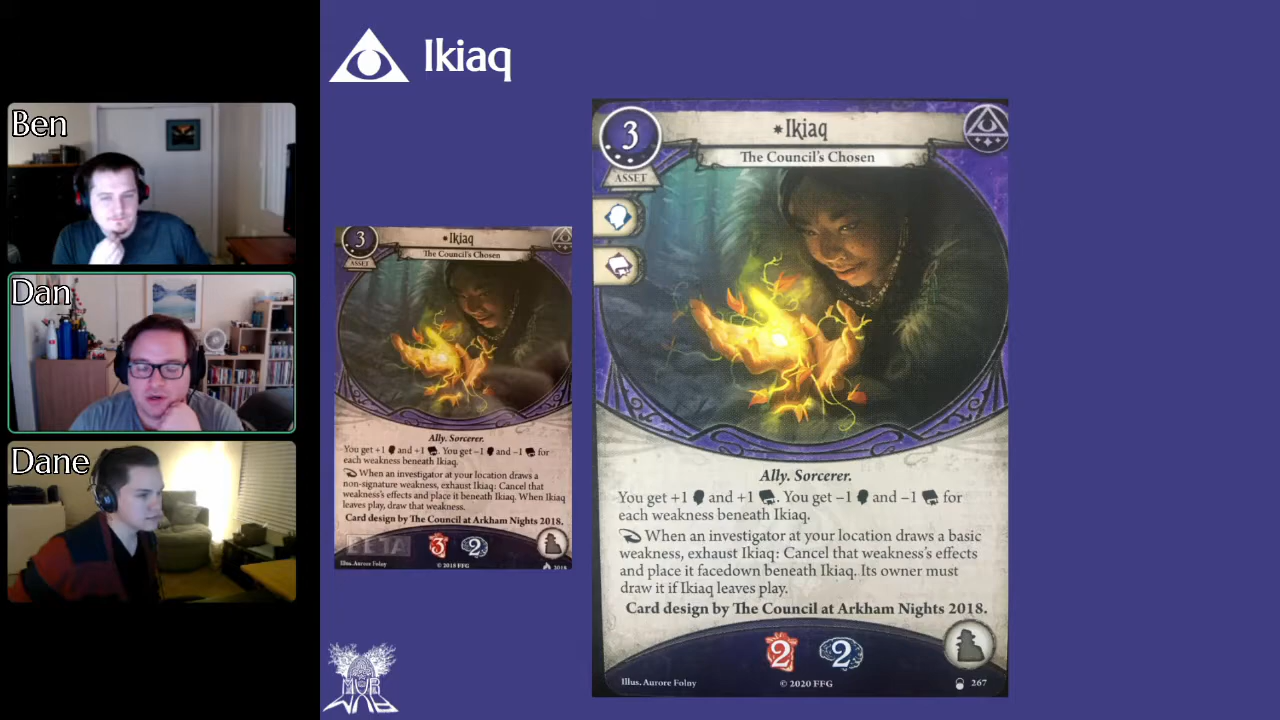 Ikiaq
Ben
Dan
Dane
3
ASSET
Ikiaq
The Council's Chosen
Ally. Sorcerer.
You get +1 and +1 . You get −1 and −1 for
each weakness beneath Ikiaq.
When an investigator at your location draws a
non-signature weakness, exhaust Ikiaq: Cancel that
weakness's effects and place it beneath Ikiaq. When Ikiaq
leaves play, draw that weakness.
Card design by The Council at Arkham Nights 2018.
BETA
3
2
Illus. Aurore Folny
© 2018 FFG
2018
3
ASSET
Ikiaq
The Council's Chosen
Ally. Sorcerer.
You get +1 and +1 . You get −1 and −1 for
each weakness beneath Ikiaq.
When an investigator at your location draws a basic
weakness, exhaust Ikiaq: Cancel that weakness's effects
and place it facedown beneath Ikiaq. Its owner must
draw it if Ikiaq leaves play.
Card design by The Council at Arkham Nights 2018.
2
2
Illus. Aurore Folny
© 2020 FFG
267